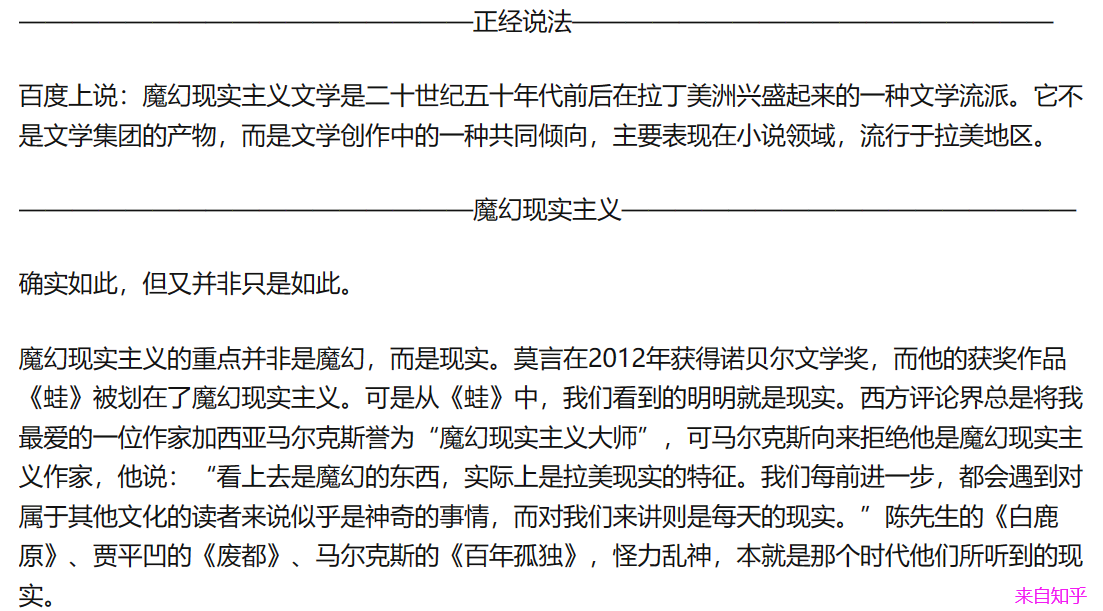 ——————————————————正经说法———————————————————
百度上说：魔幻现实主义文学是二十世纪五十年代前后在拉丁美洲兴盛起来的一种文学流派。它不
是文学集团的产物，而是文学创作中的一种共同倾向，主要表现在小说领域，流行于拉美地区。
——————————————————魔幻现实主义——————————————————
确实如此，但又并非只是如此。
魔幻现实主义的重点并非是魔幻，而是现实。莫言在2012年获得诺贝尔文学奖，而他的获奖作品
《蛙》被划在了魔幻现实主义。可是从《蛙》中，我们看到的明明就是现实。西方评论界总是将我
最爱的一位作家加西亚马尔克斯誉为“魔幻现实主义大师”，可马尔克斯向来拒绝他是魔幻现实主
义作家，他说：“看上去是魔幻的东西，实际上是拉美现实的特征。我们每前进一步，都会遇到对
属于其他文化的读者来说似乎是神奇的事情，而对我们来讲则是每天的现实。”陈先生的《白鹿
原》、贾平凹的《废都》、马尔克斯的《百年孤独》，怪力乱神，本就是那个时代他们所听到的现
实。
来自知乎